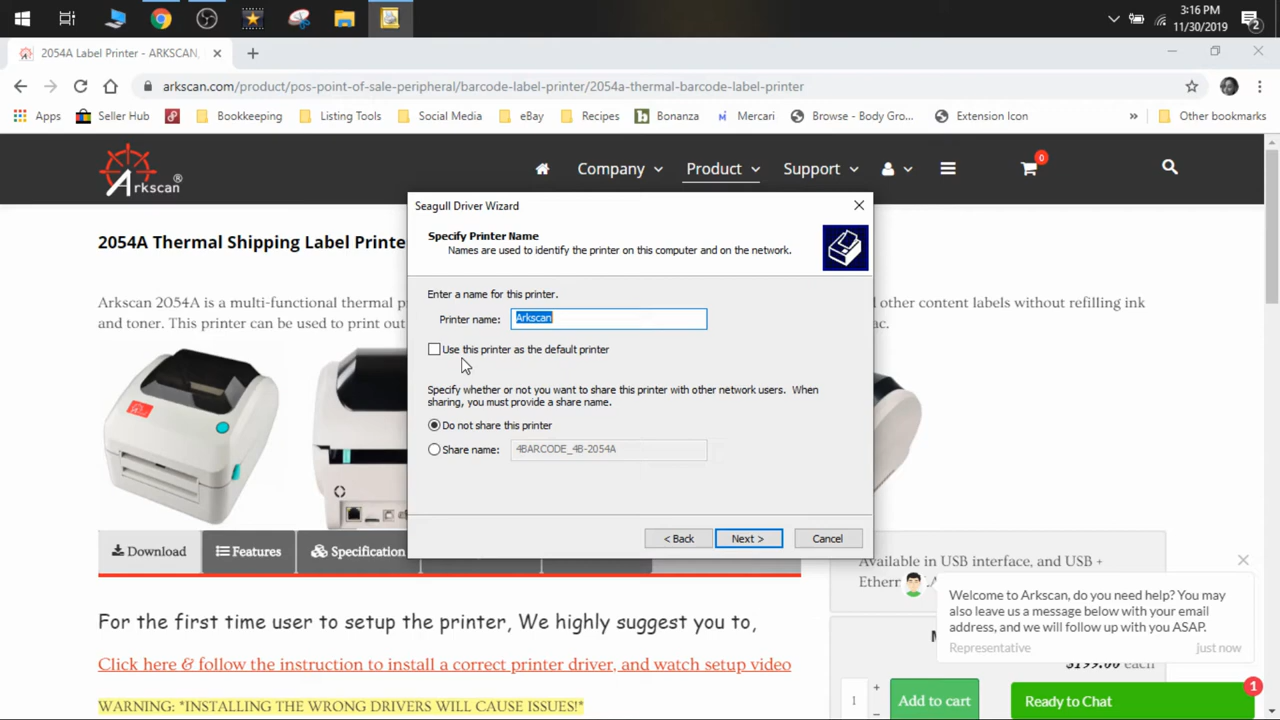 3:16 PM
11/30/2019
2
2054A Label Printer - ARKSCAN,
arkscan.com/product/pos-point-of-sale-peripheral/barcode-label-printer/2054a-thermal-barcode-label-printer
Apps Seller Hub Bookkeeping Listing Tools Social Media eBay Recipes Bonanza Mercari Browse - Body Gro... Extension Icon » Other bookmarks
Arkscan® Company Product Support 0
Seagull Driver Wizard
Specify Printer Name
Names are used to identify the printer on this computer and on the network.
2054A Thermal Shipping Label Printe
Enter a name for this printer.
Printer name: Arkscan
Arkscan 2054A is a multi-functional thermal p
other content labels without refilling ink
and toner. This printer can be used to print out
ac.
Use this printer as the default printer
Specify whether or not you want to share this printer with other network users. When
sharing, you must provide a share name.
Do not share this printer
Share name: 4BARCODE_4B-2054A
< Back Next > Cancel
Download Features Specification
Available in USB interface, and USB +
Ethern
Welcome to Arkscan, do you need help? You may
also leave us a message below with your email
address, and we will follow up with you ASAP.
Representative just now
For the first time user to setup the printer, We highly suggest you to,
Click here & follow the instruction to install a correct printer driver, and watch setup video
$199.00 each
WARNING: *INSTALLING THE WRONG DRIVERS WILL CAUSE ISSUES!*
1 + − Add to cart
Ready to Chat 1